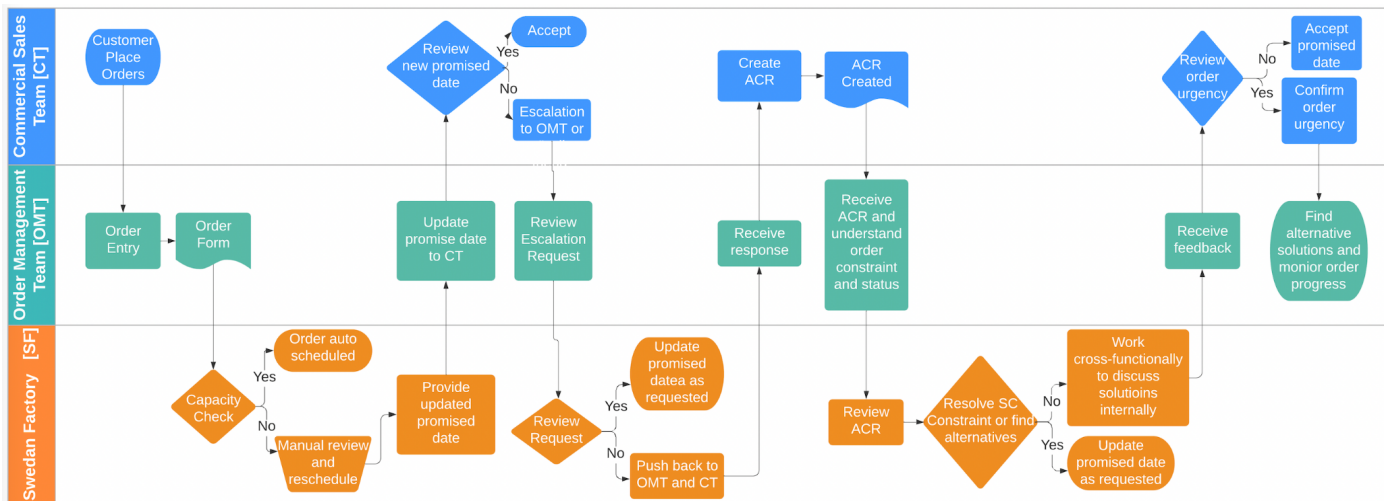 Commercial Sales
Team [CT]
Customer
Place
Orders
Review
new promised
date
Yes
Accept
No
Escalation
to OMT or
Create
ACR
ACR
Created
Review
order
urgency
No
Accept
promised
date
Yes
Confirm
order
urgency
Order Management
Team [OMT]
Order
Entry
Order
Form
Update
promise date
to CT
Review
Escalation
Request
Receive
response
Receive
ACR and
understand
order
constraint
and status
Receive
feedback
Find
alternative
solutions and
monior order
progress
Swedan Factory [SF]
Capacity
Check
Yes
Order auto
scheduled
No
Manual review
and
reschedule
Provide
updated
promised
date
Review
Request
Yes
Update
promised
datea as
requested
No
Push back to
OMT and CT
Review
ACR
Resolve SC
Constraint or find
alternatives
No
Work
cross-functionally
to discuss
solutioins
internally
Yes
Update
promised date
as requested